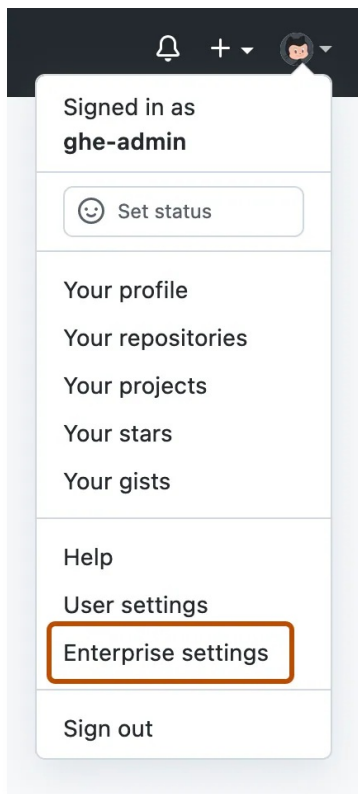 Signed in as
ghe-admin
Set status
Your profile
Your repositories
Your projects
Your stars
Your gists
Help
User settings
Enterprise settings
Sign out